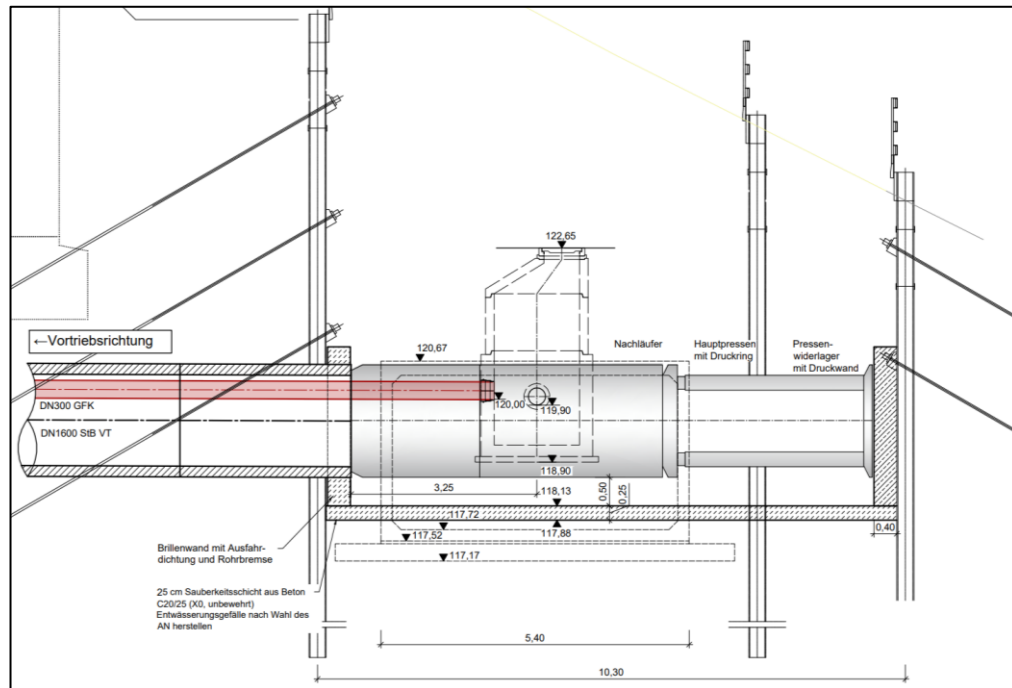 122,65
←Vortriebsrichtung
120,67
Nachläufer
Hauptpressen
mit Druckring
Pressen-
widerlager
mit Druckwand
DN300 GFK
120,00
119,90
DN1600 StB VT
118,90
3,25
118,13
0,50
0,25
117,72
117,88
117,52
0,40
117,17
Brillenwand mit Ausfahr-
dichtung und Rohrbremse
25 cm Sauberkeitsschicht aus Beton
C20/25 (X0, unbewehrt)
Entwässerungsgefälle nach Wahl des
AN herstellen
5,40
10,30